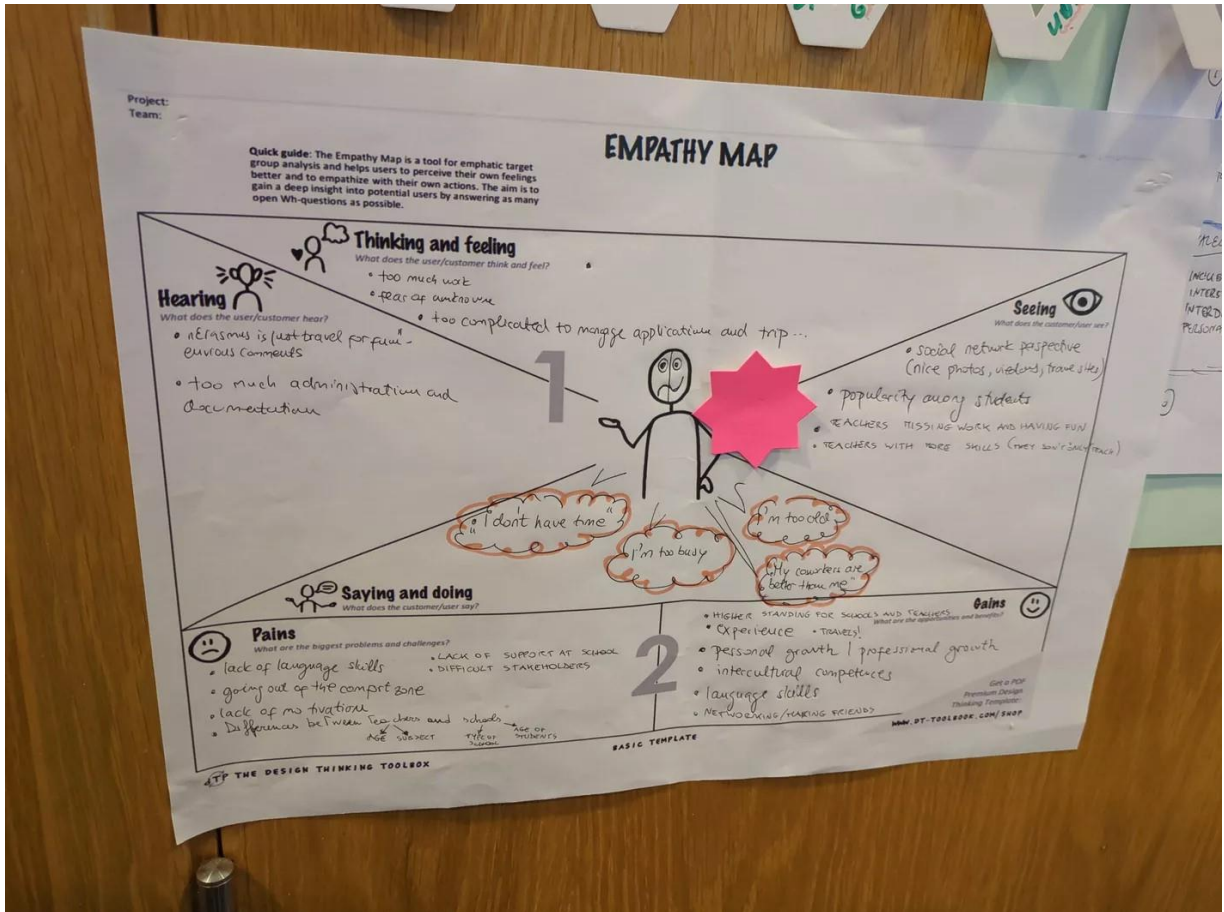 Project:
Team:
EMPATHY MAP
Quick guide: The Empathy Map is a tool for emphatic target
group analysis and helps users to perceive their own feelings
better and to empathize with their own actions. The aim is to
gain a deep insight into potential users by answering as many
open Wh-questions as possible.
Thinking and feeling
What does the user/customer think and feel?
• too much work
• fear of unknown
• too complicated to manage application and trip...
Hearing
What does the user/customer hear?
• „Erasmus is just travel for fun“ -
envious comments
• too much administration and
documentation
1
Seeing
What does the customer/user see?
• social network perspective
(nice photos, travel sites)
• popularity among students
• TEACHERS MISSING WORK AND HAVING FUN
• TEACHERS WITH MORE SKILLS (THEY DON'T ONLY TEACH)
"I don't have time"
I'm too busy
I'm too old"
"My coworkers are
better than me"
Saying and doing
What does the customer/user say?
Pains
What are the biggest problems and challenges?
• lack of language skills
• going out of the comfort zone
• lack of motivation
• Differences between teachers and schools
AGE SUBJECT TYPE OF SCHOOL AGE OF STUDENTS
• LACK OF SUPPORT AT SCHOOL
• DIFFICULT STAKEHOLDERS
2
Gains
What are the opportunities and benefits?
• HIGHER STANDING FOR SCHOOLS AND TEACHERS
• experience • TRAVELS!
• personal growth / professional growth
• intercultural competences
• language skills
• NETWORKING/MAKING FRIENDS
Get a PDF
Premium Design
Thinking Template:
WWW.DT-TOOLBOOK.COM/SHOP
BASIC TEMPLATE
DTP THE DESIGN THINKING TOOLBOX